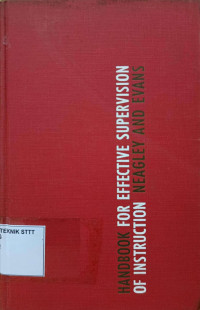 HANDBOOK FOR EFFECTIVE SUPERVISION
OF INSTRUCTION NEAGLEY AND EVANS
TEKNIK STTT